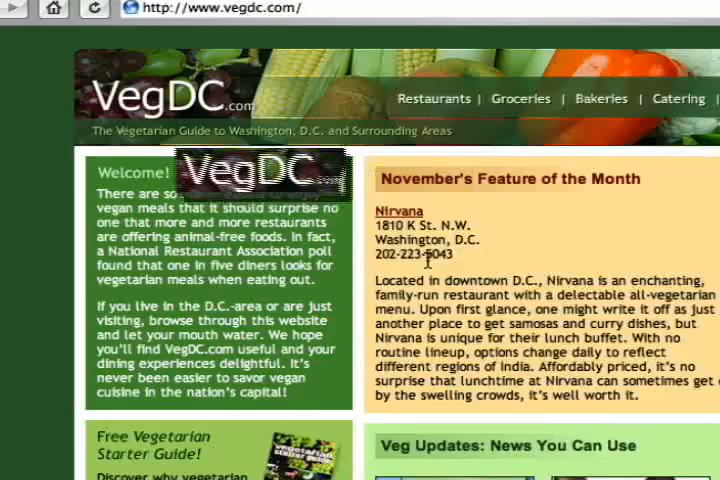 http://www.vegdc.com/
VegDC.com
Restaurants | Groceries | Bakeries | Catering |
The Vegetarian Guide to Washington, D.C. and Surrounding Areas
VegDC.com
Welcome!
There are so
vegan meals that it should surprise no
one that more and more restaurants
are offering animal-free foods. In fact,
a National Restaurant Association poll
found that one in five diners looks for
vegetarian meals when eating out.
If you live in the D.C.-area or are just
visiting, browse through this website
and let your mouth water. We hope
you'll find VegDC.com useful and your
dining experiences delightful. It's
never been easier to savor vegan
cuisine in the nation's capital!
Free Vegetarian
Starter Guide!
Discover why vegetarian
vegetarian
starter guide
November's Feature of the Month
Nirvana
1810 K St. N.W.
Washington, D.C.
202-223-5043
Located in downtown D.C., Nirvana is an enchanting,
family-run restaurant with a delectable all-vegetarian
menu. Upon first glance, one might write it off as just
another place to get samosas and curry dishes, but
Nirvana is unique for their lunch buffet. With no
routine lineup, options change daily to reflect
different regions of India. Affordably priced, it's no
surprise that lunchtime at Nirvana can sometimes get
by the swelling crowds, it's well worth it.
Veg Updates: News You Can Use